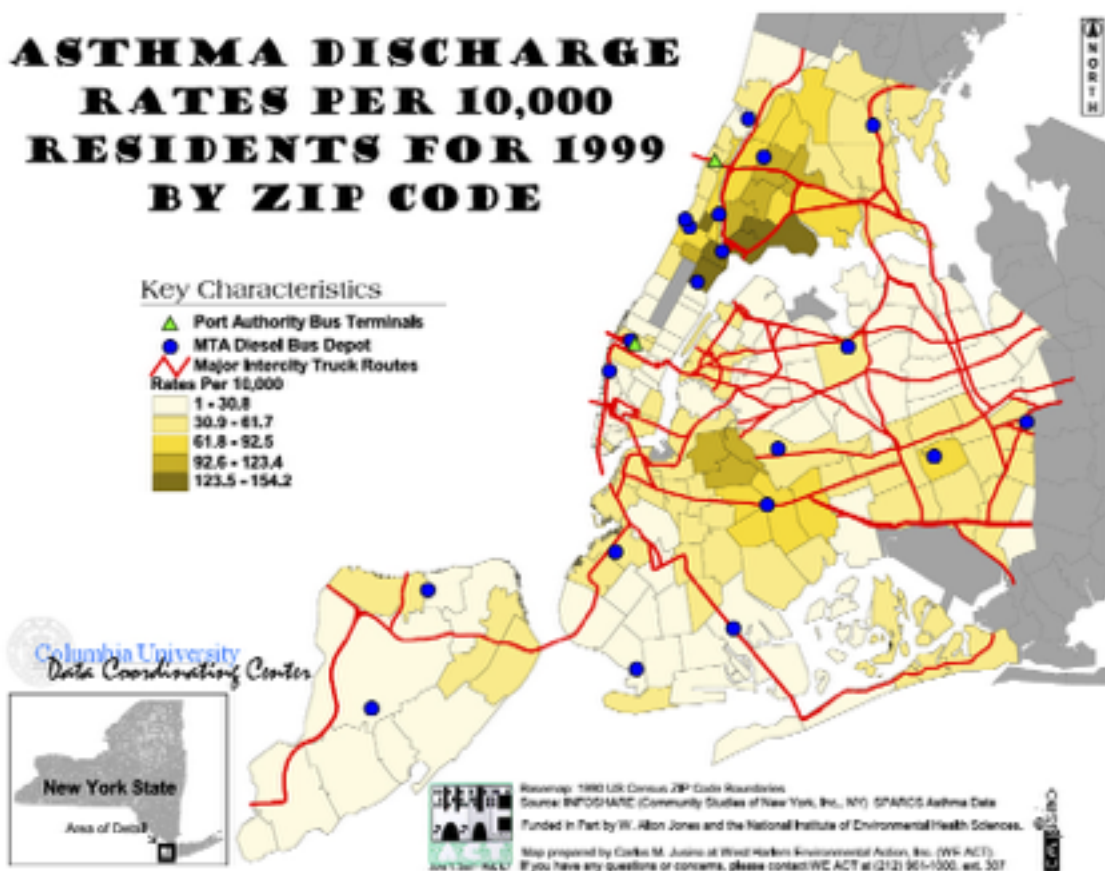 ASTHMA DISCHARGE
RATES PER 10,000
RESIDENTS FOR 1999
BY ZIP CODE
NORTH
Key Characteristics
Port Authority Bus Terminals
MTA Diesel Bus Depot
Major Intercity Truck Routes
Rates Per 10,000
1 - 30.8
30.9 - 61.7
61.8 - 92.5
92.6 - 123.4
123.5 - 154.2
Columbia University
Data Coordinating Center
New York State
Area of Detail
ACT
Basemap: 1990 US Census ZIP Code Boundaries
Source: INFOSHARE (Community Studies of New York, Inc., NY) SPARCS Asthma Data
Funded in Part by W. Alton Jones and the National Institute of Environmental Health Sciences.
Map prepared by Carlos M. Jusino at West Harlem Environmental Action, Inc. (WE ACT).
If you have any questions or concerns, please contact WE ACT at (212) 961-1000, ext. 307